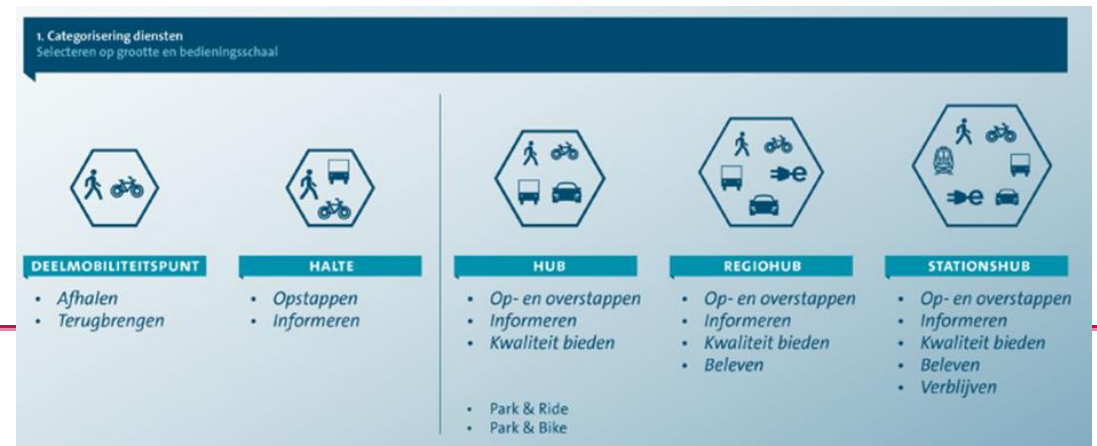 1. Categorisering diensten
Selecteren op grootte en bedieningsschaal
DEELMOBILITEITSPUNT
• Afhalen
• Terugbrengen
HALTE
• Opstappen
• Informeren
HUB
• Op- en overstappen
• Informeren
• Kwaliteit bieden
• Park & Ride
• Park & Bike
REGIOHUB
• Op- en overstappen
• Informeren
• Kwaliteit bieden
• Beleven
STATIONSHUB
• Op- en overstappen
• Informeren
• Kwaliteit bieden
• Beleven
• Verblijven